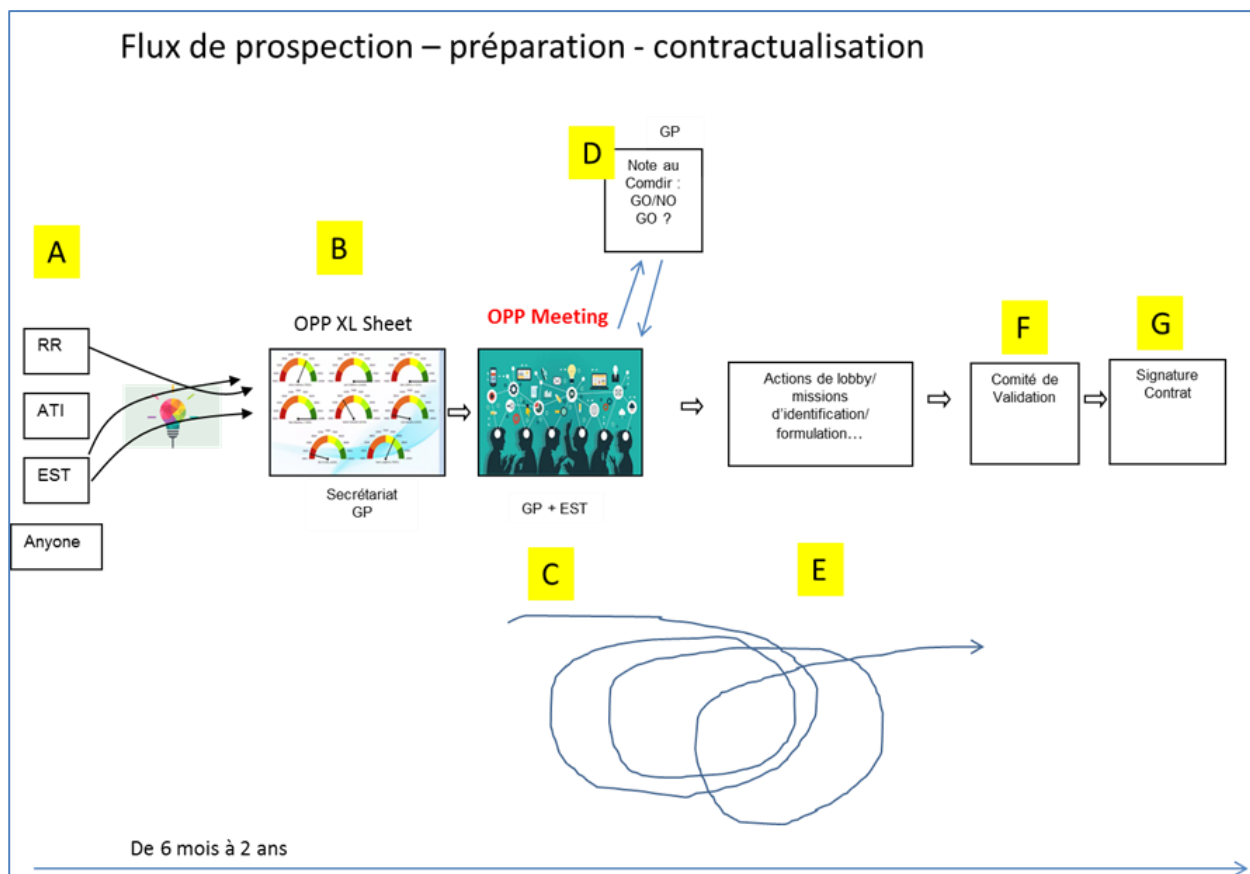 Flux de prospection – préparation - contractualisation
GP
D
Note au
Comdir :
GO/NO
GO ?
A
B
OPP XL Sheet
OPP Meeting
F
G
RR
ATI
EST
Anyone
Actions de lobby/
missions
d'identification/
formulation…
Comité de
Validation
Signature
Contrat
Secrétariat
GP
GP + EST
C
E
De 6 mois à 2 ans